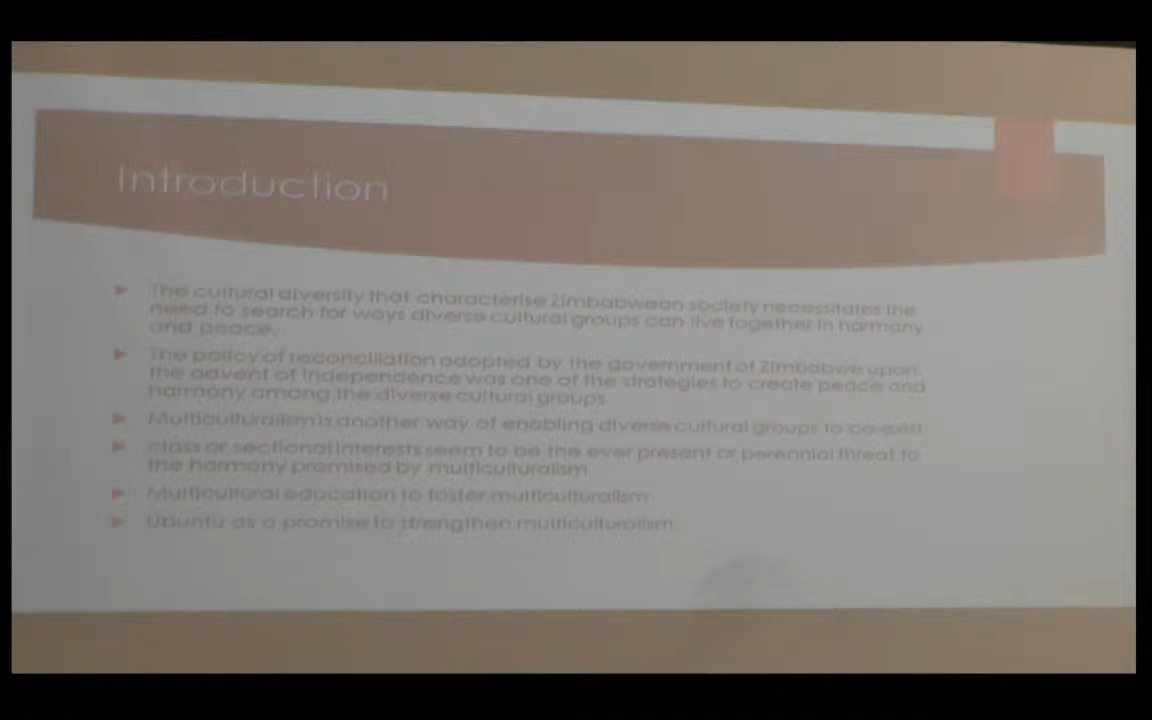 Introduction
The cultural diversity that characterise Zimbabwean society necessitates the
need to search for ways diverse cultural groups can live together in harmony
and peace.
The policy of reconciliation adopted by the government of Zimbabwe upon
the advent of independence was one of the strategies to create peace and
harmony among the diverse cultural groups
Multiculturalism is another way of enabling diverse cultural groups to co-exist
class or sectional interests seem to be the ever present or perennial threat to
the harmony promised by multiculturalism
Multicultural education to foster multiculturalism
Ubuntu as a promise to strengthen multiculturalism